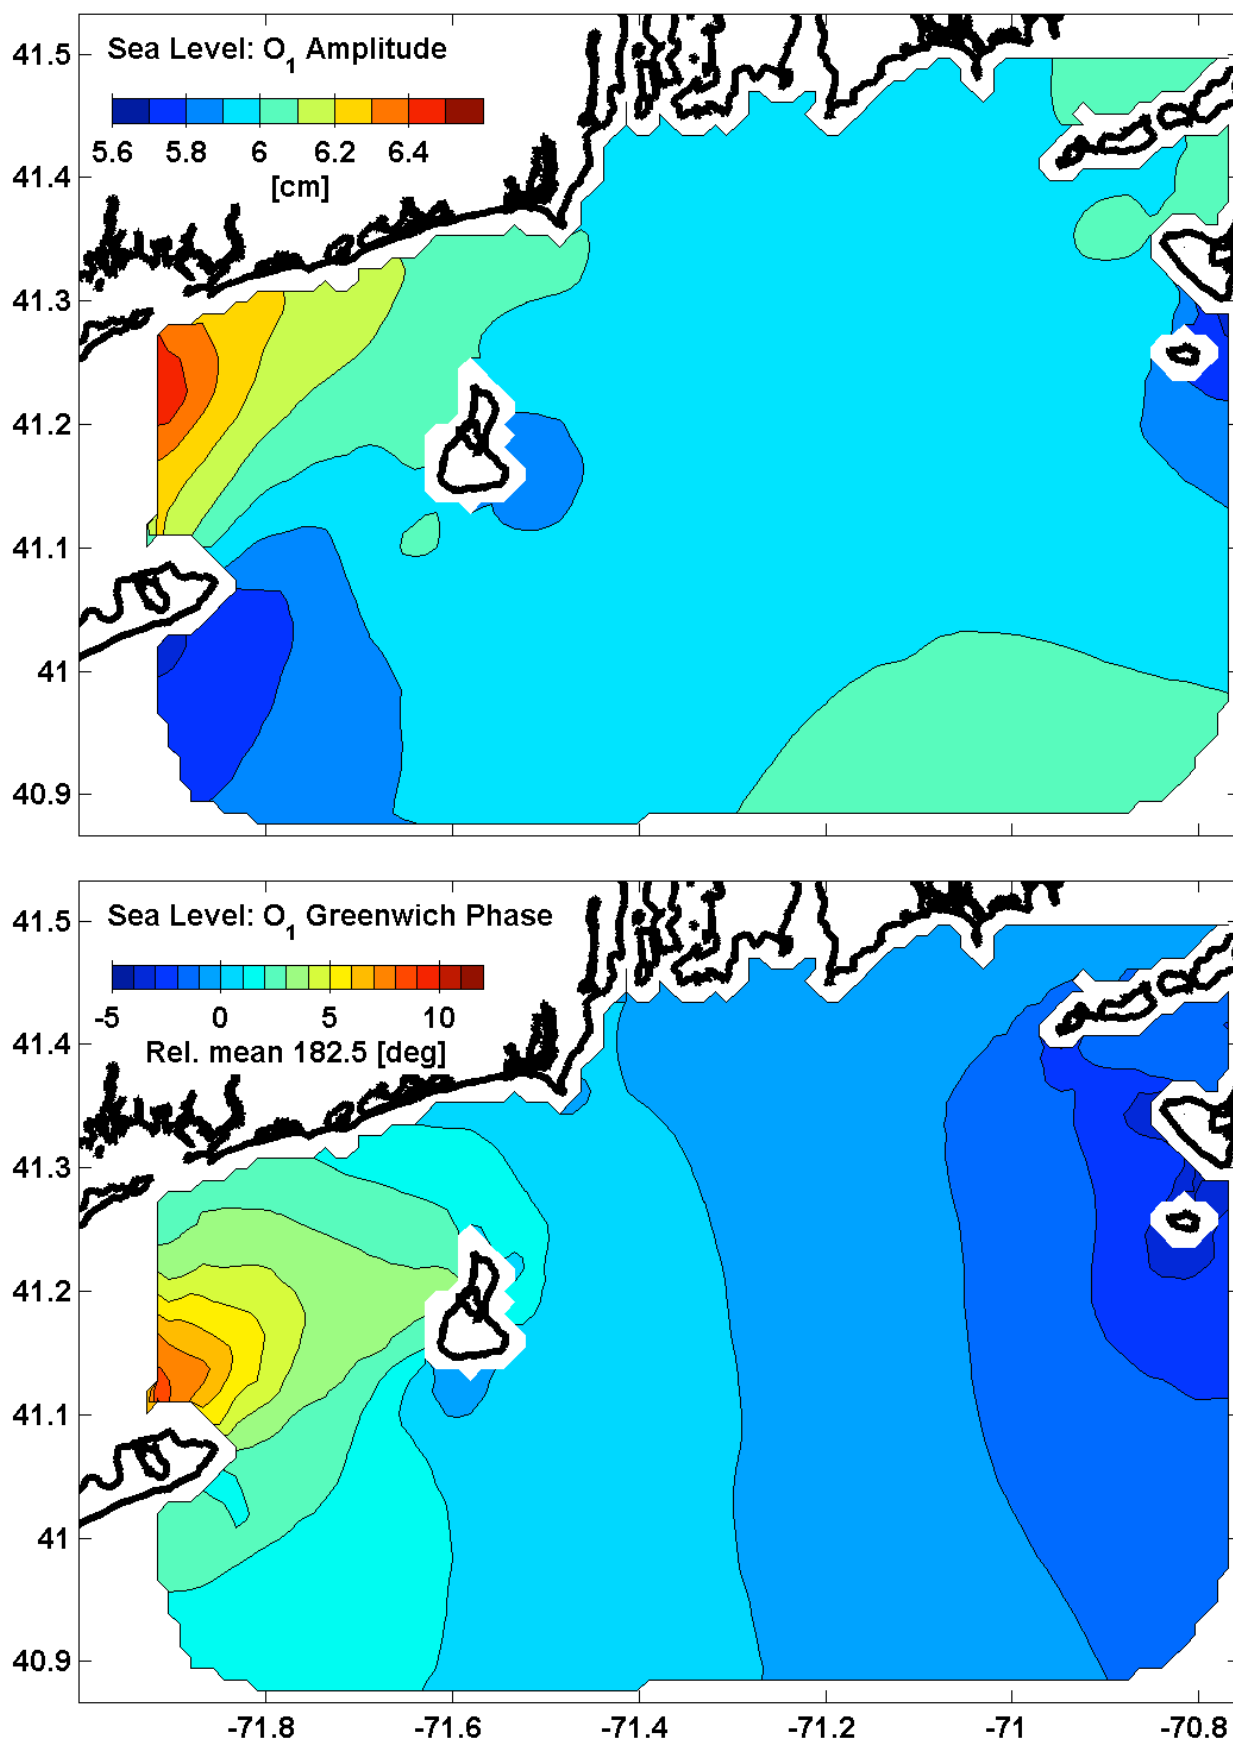 41.5
Sea Level: O1 Amplitude
5.6 5.8 6 6.2 6.4
[cm]
41.4
41.3
41.2
41.1
41
40.9
41.5
Sea Level: O1 Greenwich Phase
-5 0 5 10
Rel. mean 182.5 [deg]
41.4
41.3
41.2
41.1
41
40.9
-71.8 -71.6 -71.4 -71.2 -71 -70.8